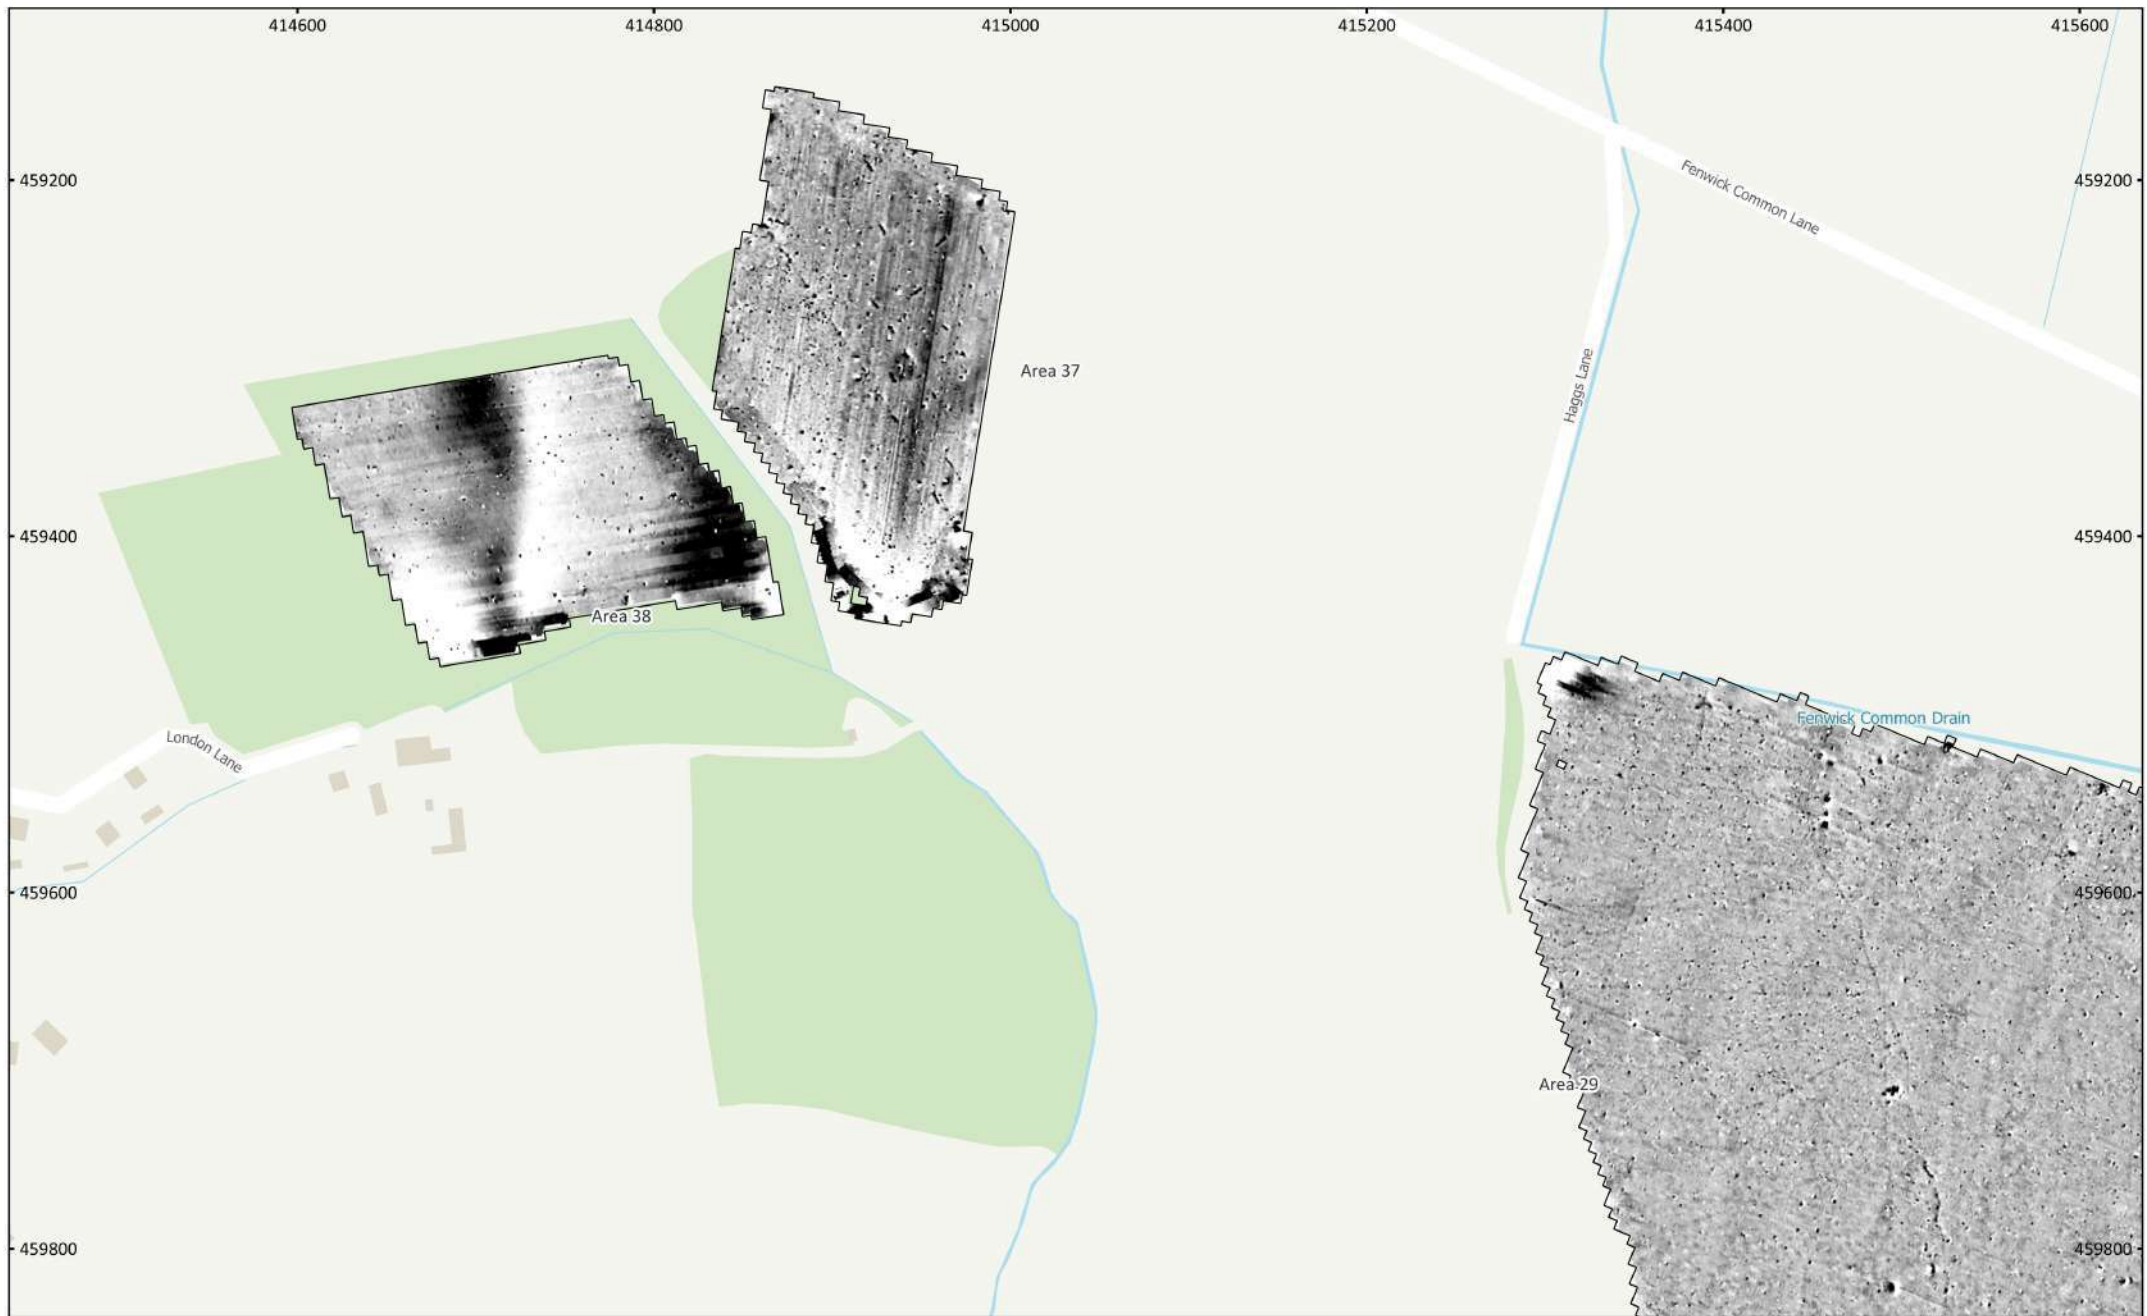 414600
414800
415000
415200
415400
415600
459200
Fenwick Common Lane
459200
Area 37
Haggs Lane
459400
459400
Area 38
Fenwick Common Drain
London Lane
459600
459600
Area 29
459800
459800